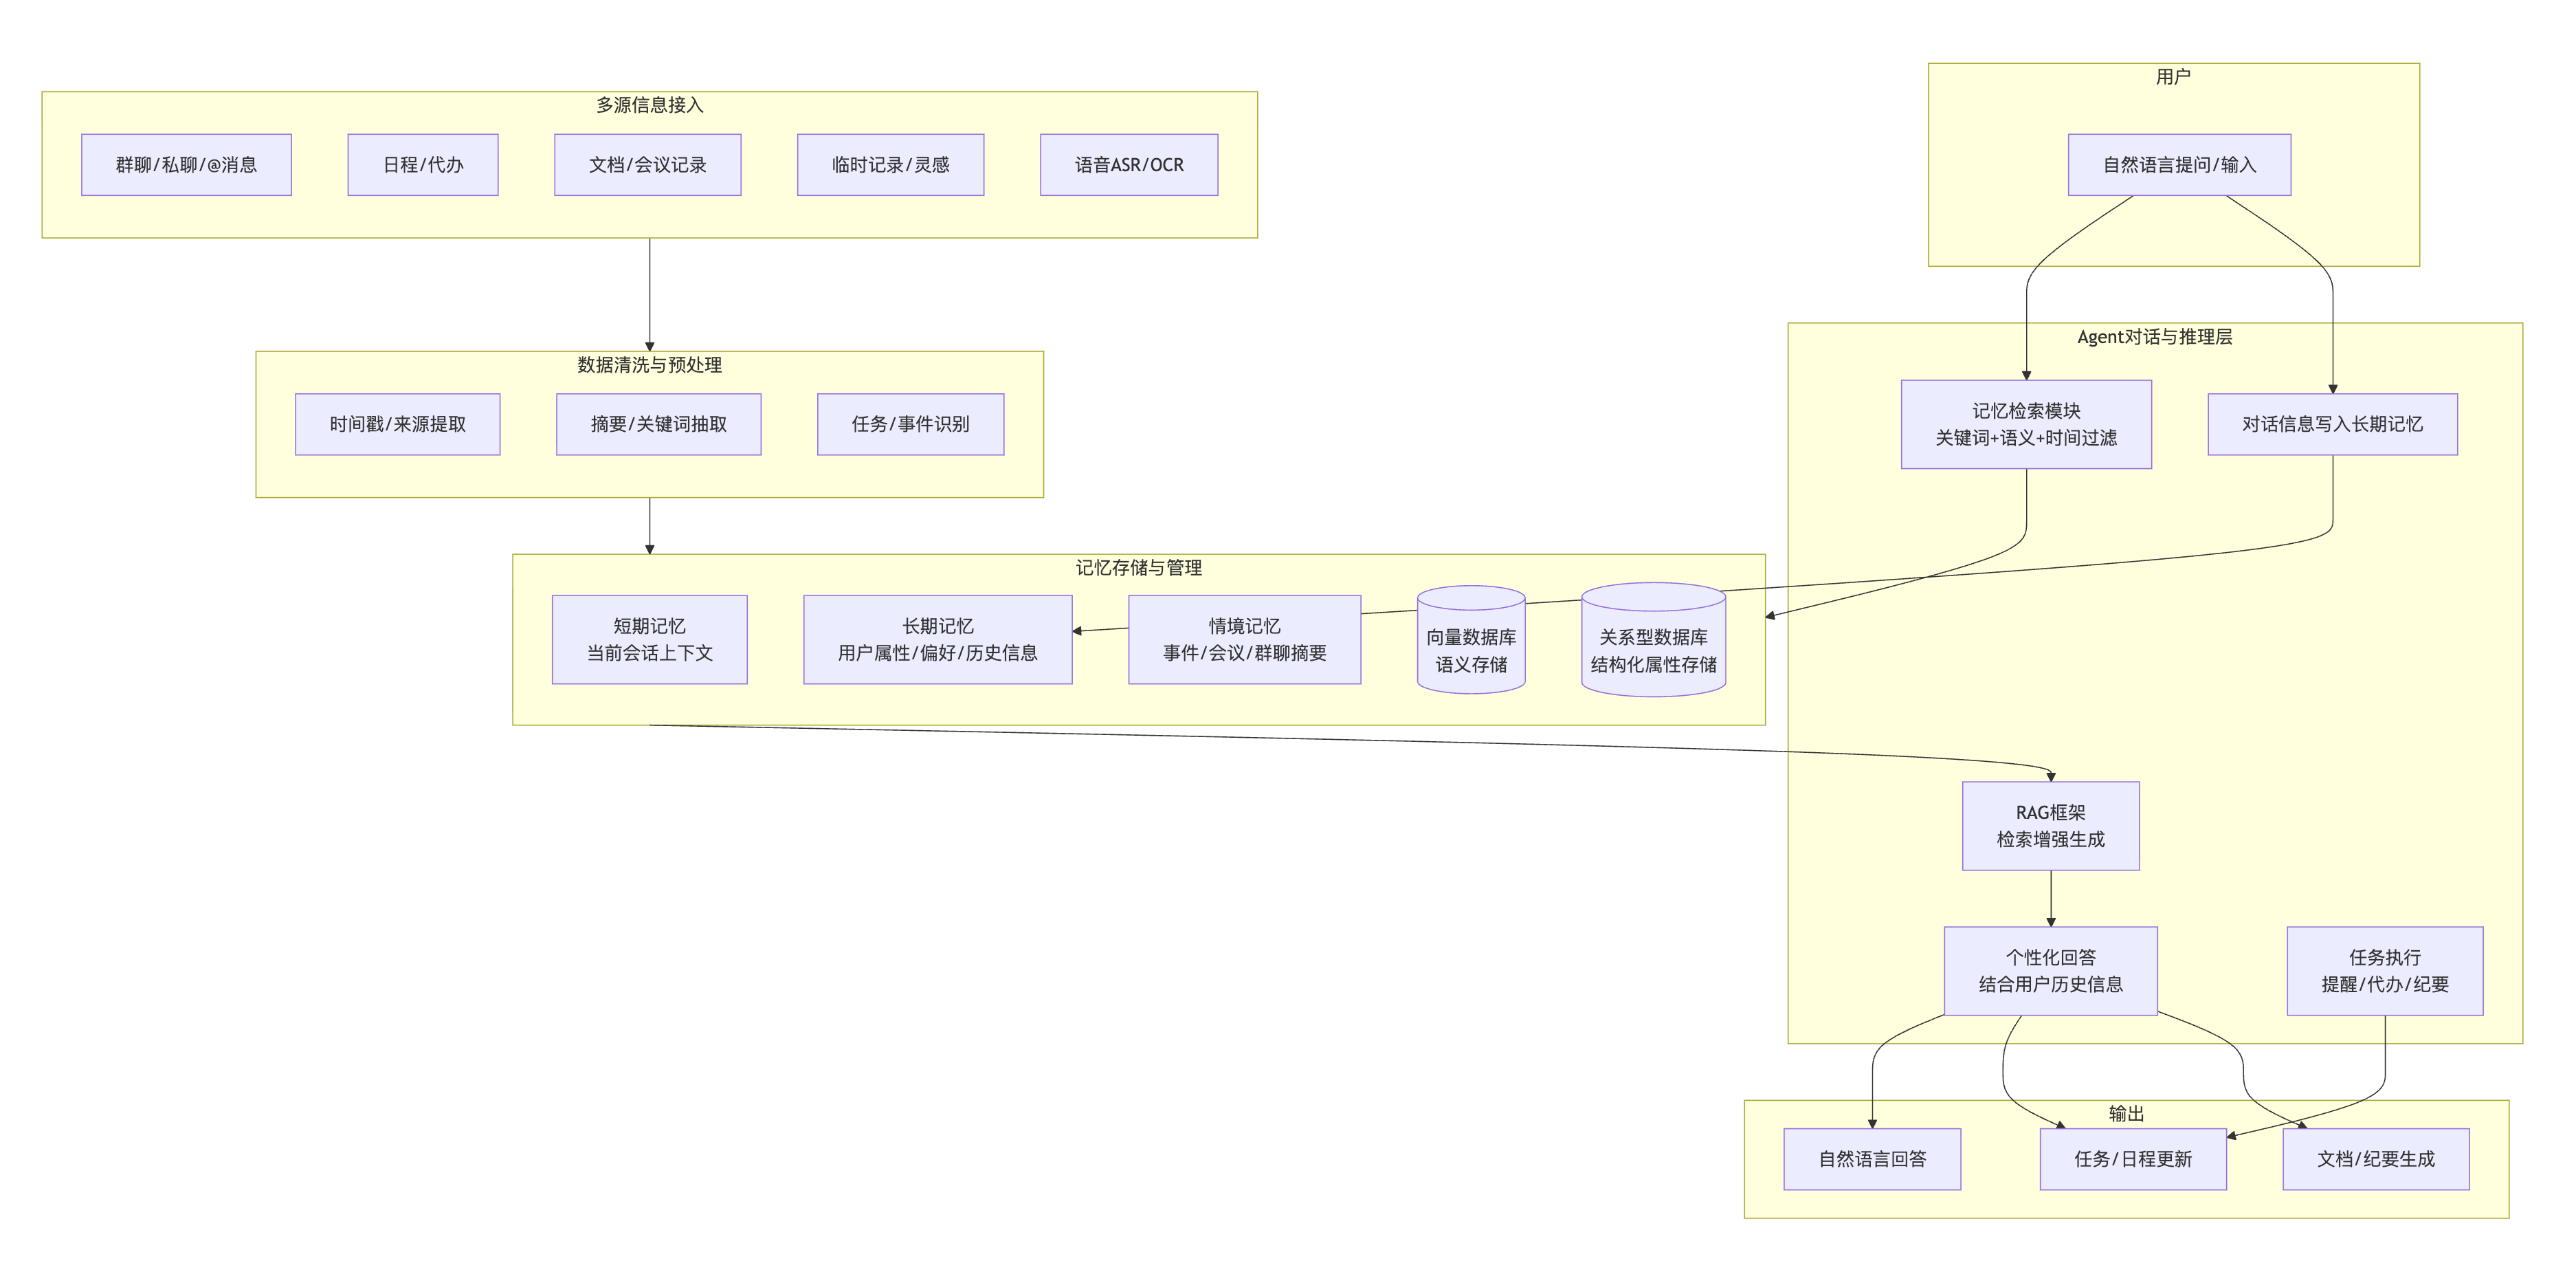 多源信息接入
群聊/私聊/@消息
日程/代办
文档/会议记录
临时记录/灵感
语音ASR/OCR
用户
自然语言提问/输入
数据清洗与预处理
时间戳/来源提取
摘要/关键词抽取
任务/事件识别
Agent对话与推理层
记忆检索模块
关键词+语义+时间过滤
对话信息写入长期记忆
记忆存储与管理
短期记忆
当前会话上下文
长期记忆
用户属性/偏好/历史信息
情境记忆
事件/会议/群聊摘要
向量数据库
语义存储
关系型数据库
结构化属性存储
RAG框架
检索增强生成
个性化回答
结合用户历史信息
任务执行
提醒/代办/纪要
输出
自然语言回答
任务/日程更新
文档/纪要生成